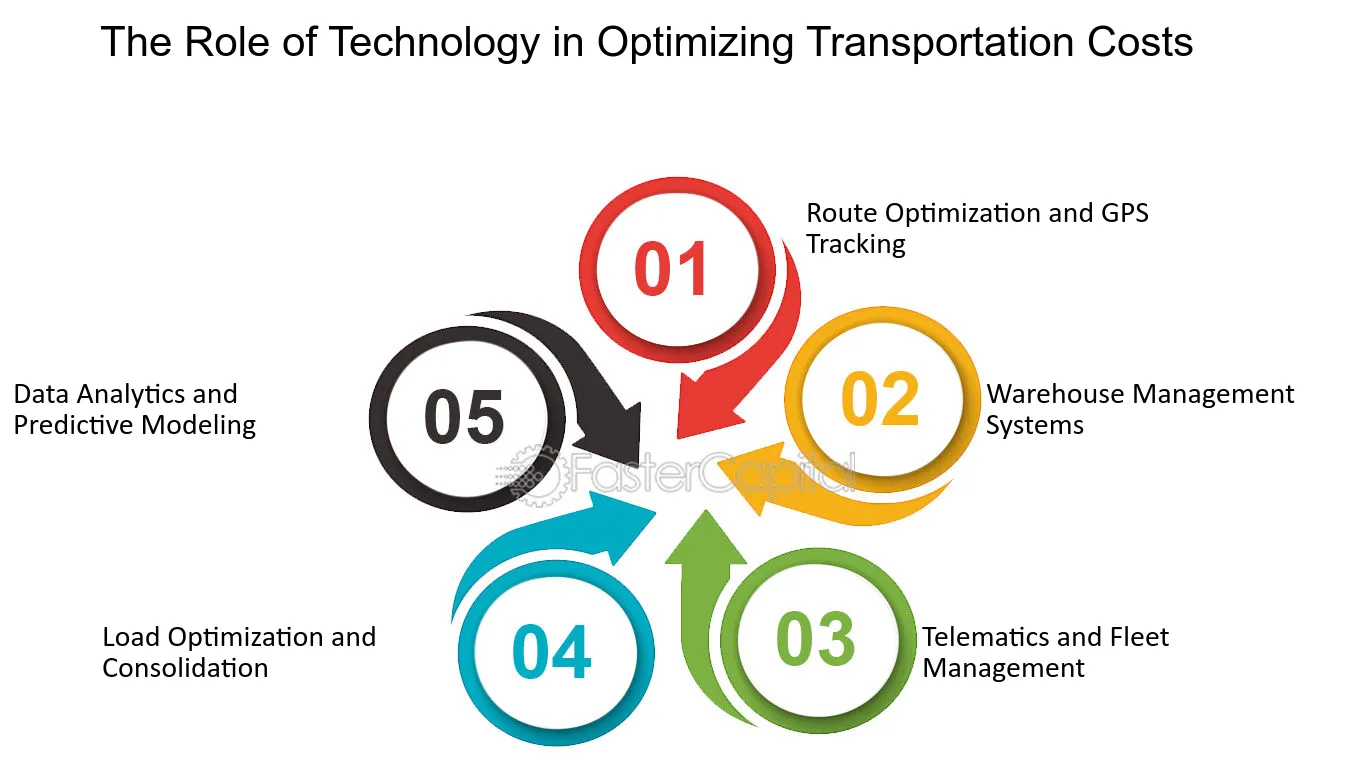 The Role of Technology in Optimizing Transportation Costs
01
Route Optimization and GPS
Tracking
02
Warehouse Management
Systems
03
Telematics and Fleet
Management
04
Load Optimization and
Consolidation
05
Data Analytics and
Predictive Modeling
FasterCapital